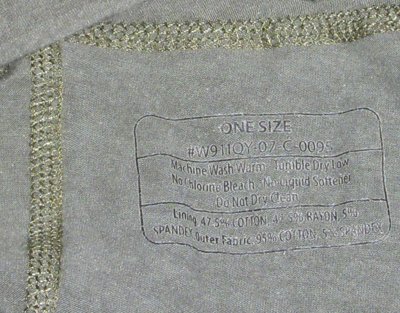 ONE SIZE
#W911QY-07-C-0095
Machine Wash Warm Tumble Dry Low
No Chlorine Bleach No Liquid Softener
Do Not Dry Clean
Lining 47.5% COTTON, 47.5% RAYON, 5%
SPANDEX Outer Fabric, 95% COTTON, 5% SPANDEX